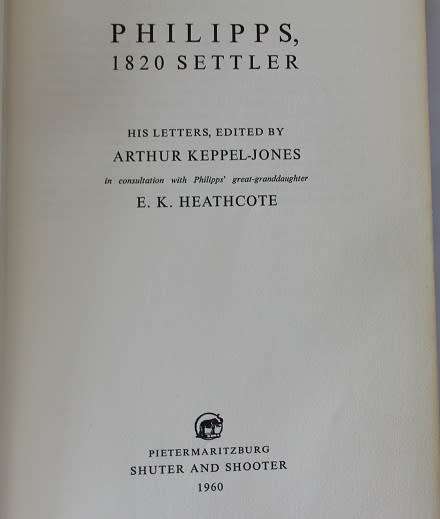 PHILIPPS,
1820 SETTLER
HIS LETTERS, EDITED BY
ARTHUR KEPPEL-JONES
in consultation with Philipps' great-granddaughter
E. K. HEATHCOTE
PIETERMARITZBURG
SHUTER AND SHOOTER
1960